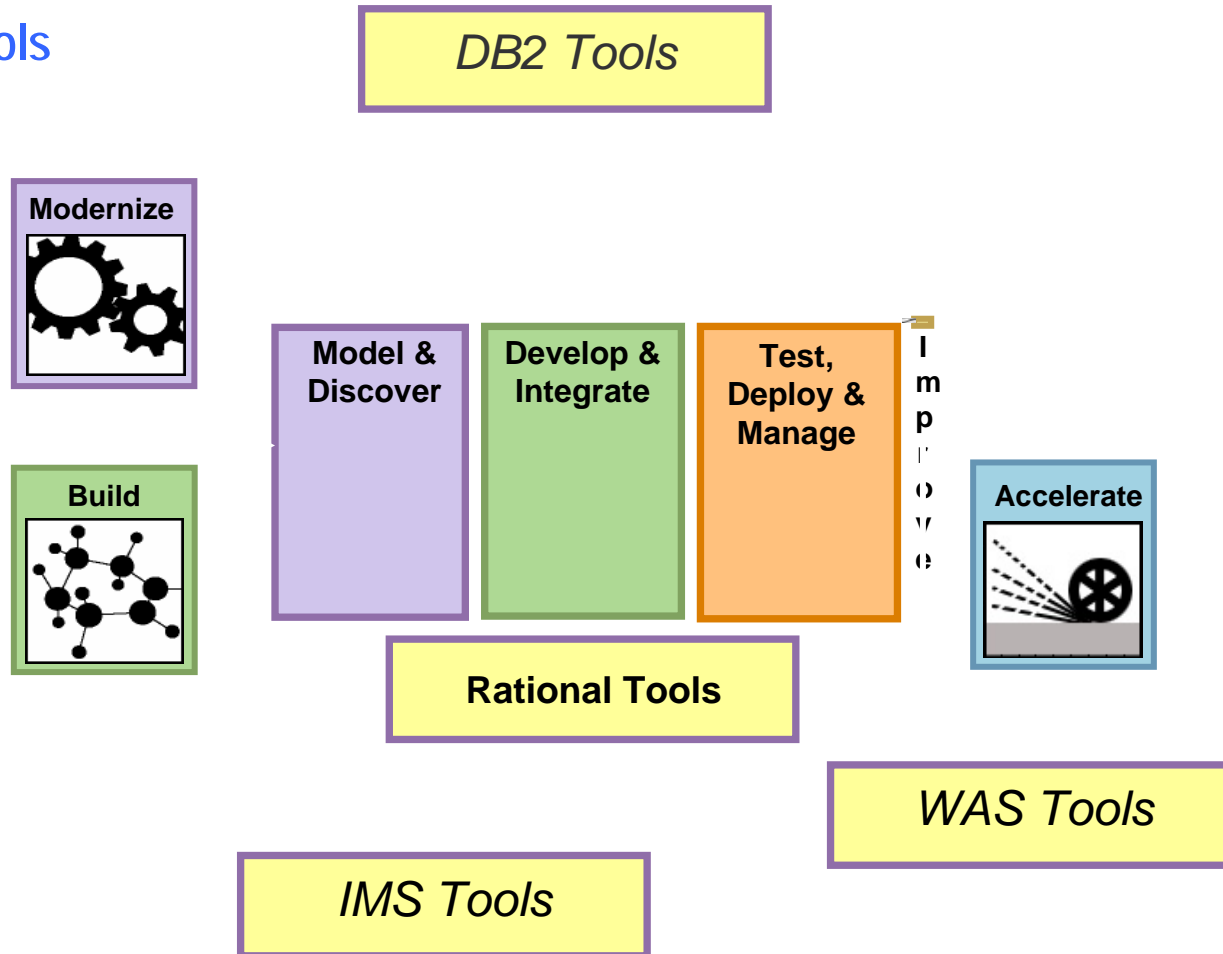 ols
DB2 Tools
Modernize
Model &
Discover
Develop &
Integrate
Test,
Deploy &
Manage
I
m
p
r
o
v
e
Build
Accelerate
Rational Tools
WAS Tools
IMS Tools